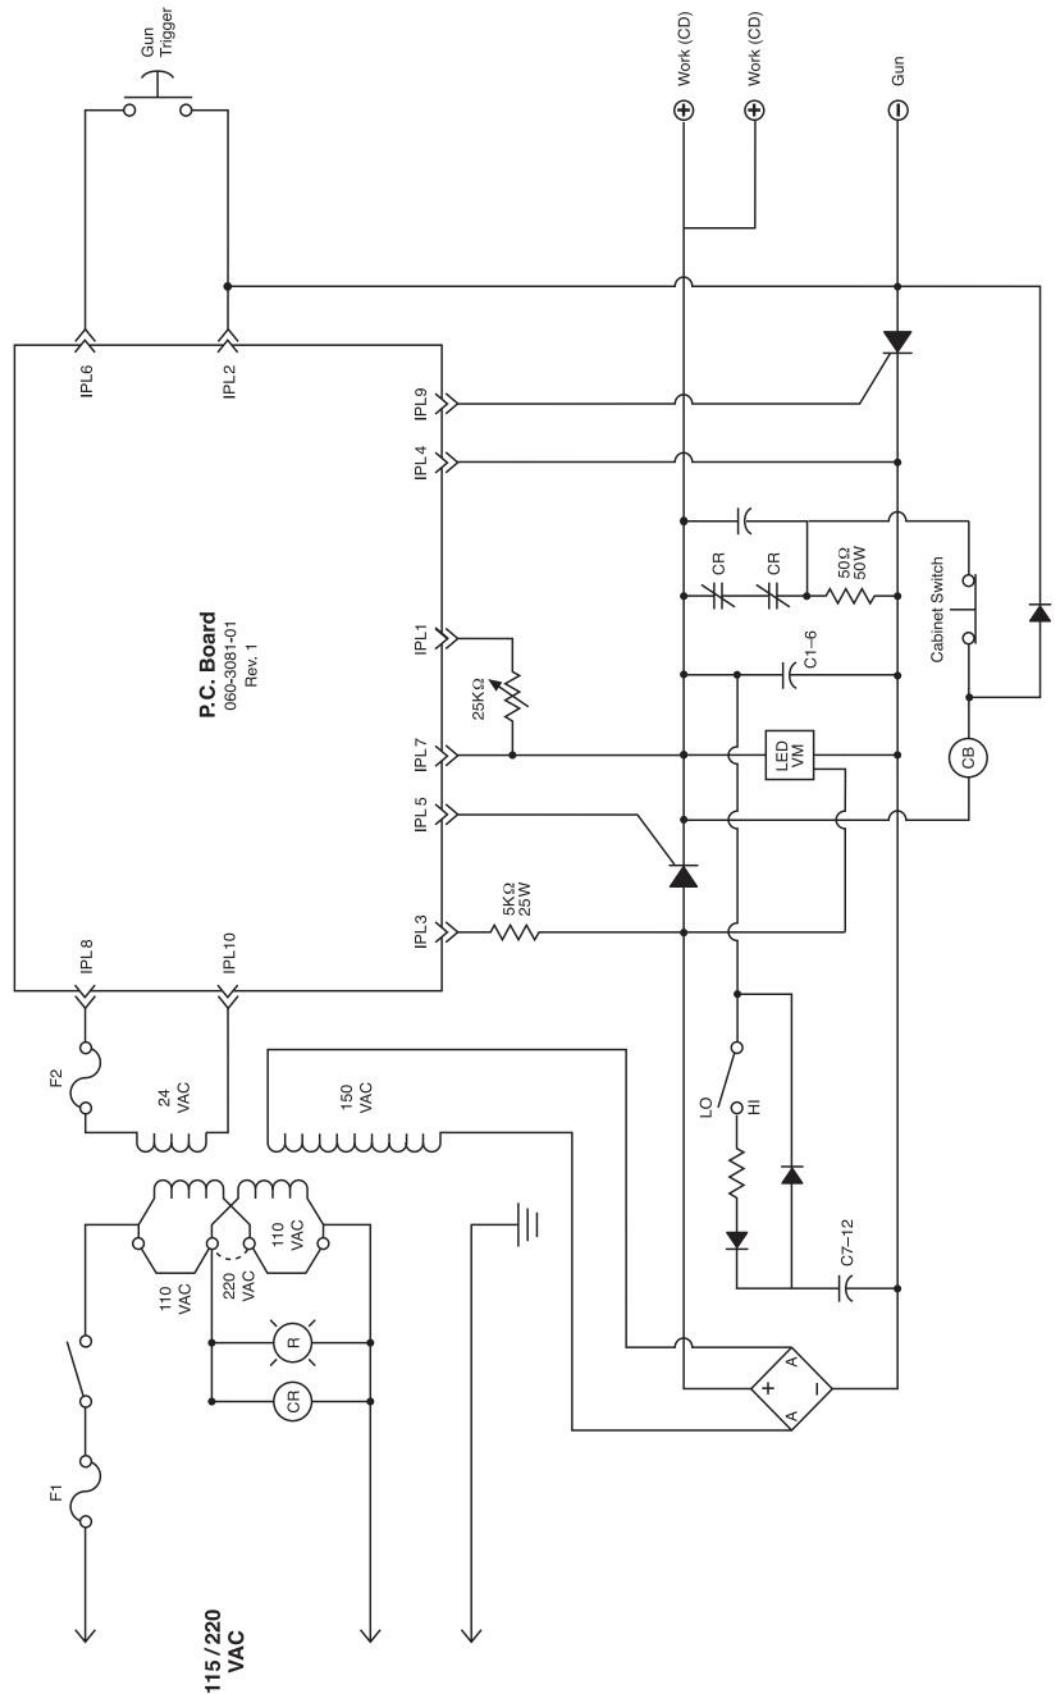 115/220
VAC
F1
F2
24
VAC
150
VAC
110
VAC
220
VAC
110
VAC
CR
R
IPL8
IPL10
P.C. Board
060-3081-01
Rev. 1
IPL6
IPL2
Gun
Trigger
IPL3
IPL5
IPL7
IPL1
IPL4
IPL9
5KΩ
25W
25KΩ
+
A
A
–
LO
HI
C7–12
LED
VM
C1–6
CR
CR
50Ω
50W
CB
Cabinet Switch
+
Work (CD)
+
Work (CD)
–
Gun